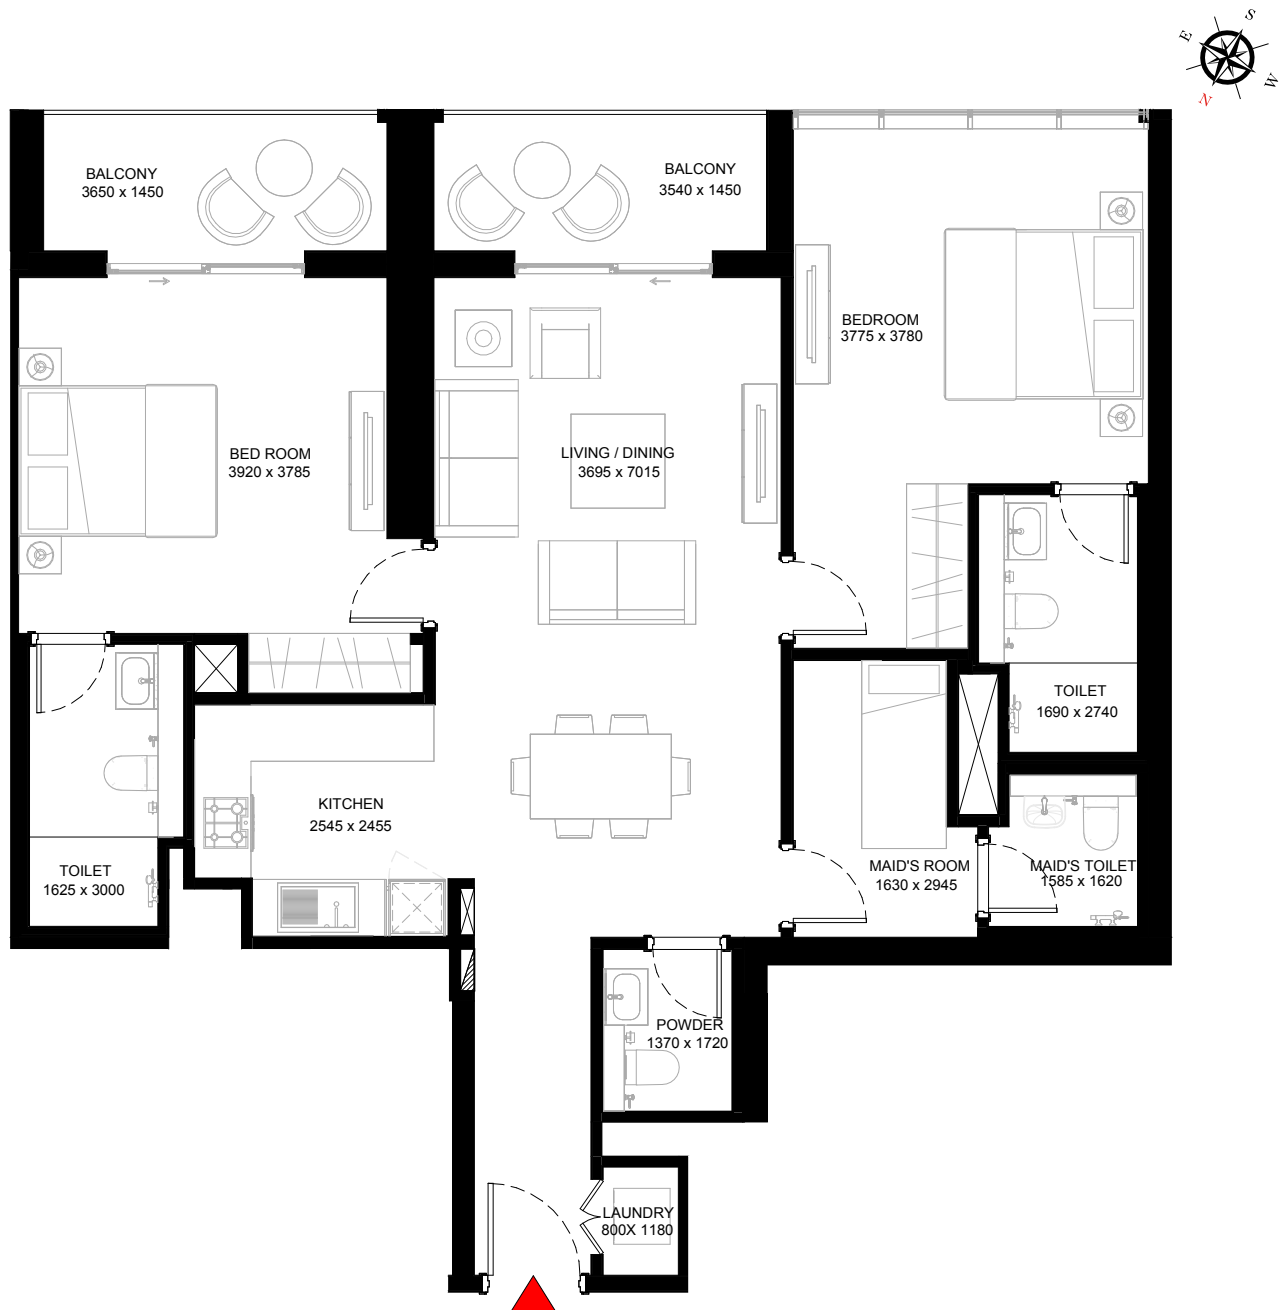 S
E
W
N
BALCONY
3650 x 1450
BALCONY
3540 x 1450
BEDROOM
3775 x 3780
BED ROOM
3920 x 3785
LIVING / DINING
3695 x 7015
TOILET
1690 x 2740
KITCHEN
2545 x 2455
TOILET
1625 x 3000
MAID'S ROOM
1630 x 2945
MAID'S TOILET
1585 x 1620
POWDER
1370 x 1720
LAUNDRY
800X 1180